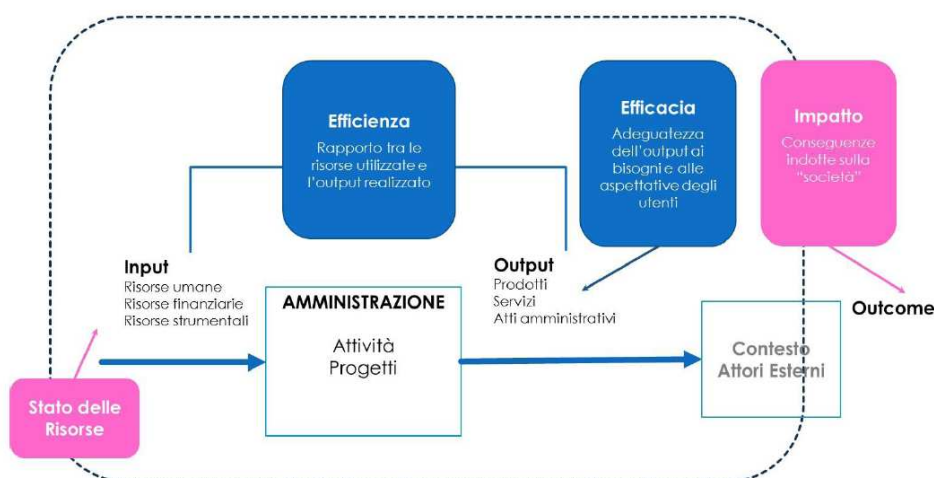 Efficienza
Rapporto tra le
risorse utilizzate e
l'output realizzato
Efficacia
Adeguatezza
dell'output ai
bisogni e alle
aspettative degli
utenti
Impatto
Conseguenze
indotte sulla
"società"
Input
Risorse umane
Risorse finanziarie
Risorse strumentali
AMMINISTRAZIONE
Attività
Progetti
Output
Prodotti
Servizi
Atti amministrativi
Outcome
Contesto
Attori Esterni
Stato delle
Risorse